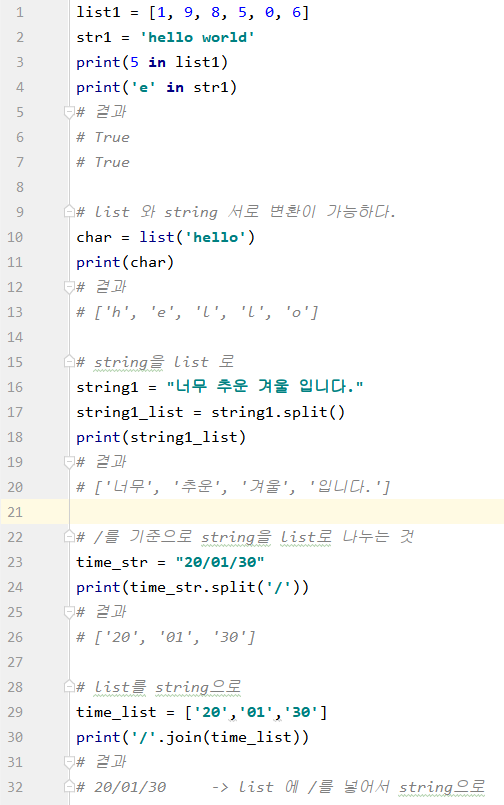 1 list1 = [1, 9, 8, 5, 0, 6]
2 str1 = 'hello world'
3 print(5 in list1)
4 print('e' in str1)
5 # 결과
6 # True
7 # True
8
9 # list 와 string 서로 변환이 가능하다.
10 char = list('hello')
11 print(char)
12 # 결과
13 # ['h', 'e', 'l', 'l', 'o']
14
15 # string을 list 로
16 string1 = "너무 추운 겨울 입니다."
17 string1_list = string1.split()
18 print(string1_list)
19 # 결과
20 # ['너무', '추운', '겨울', '입니다.']
21
22 # /를 기준으로 string을 list로 나누는 것
23 time_str = "20/01/30"
24 print(time_str.split('/'))
25 # 결과
26 # ['20', '01', '30']
27
28 # list를 string으로
29 time_list = ['20','01','30']
30 print('/'.join(time_list))
31 # 결과
32 # 20/01/30     -> list 에 /를 넣어서 string으로